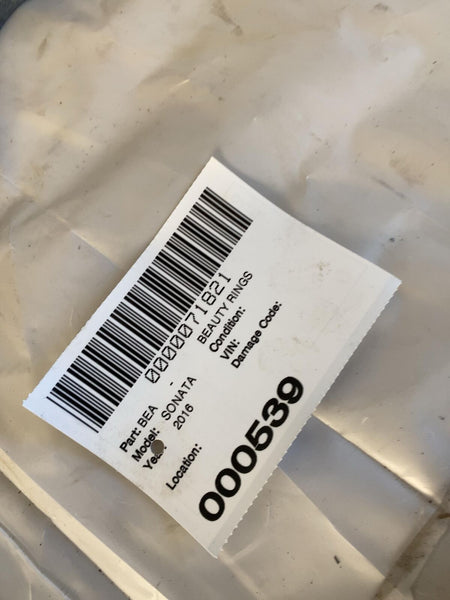 0000071821
Part: BEA - BEAUTY RINGS
Model: SONATA Condition:
Year: 2016 VIN:
Damage Code:
Location:
000539